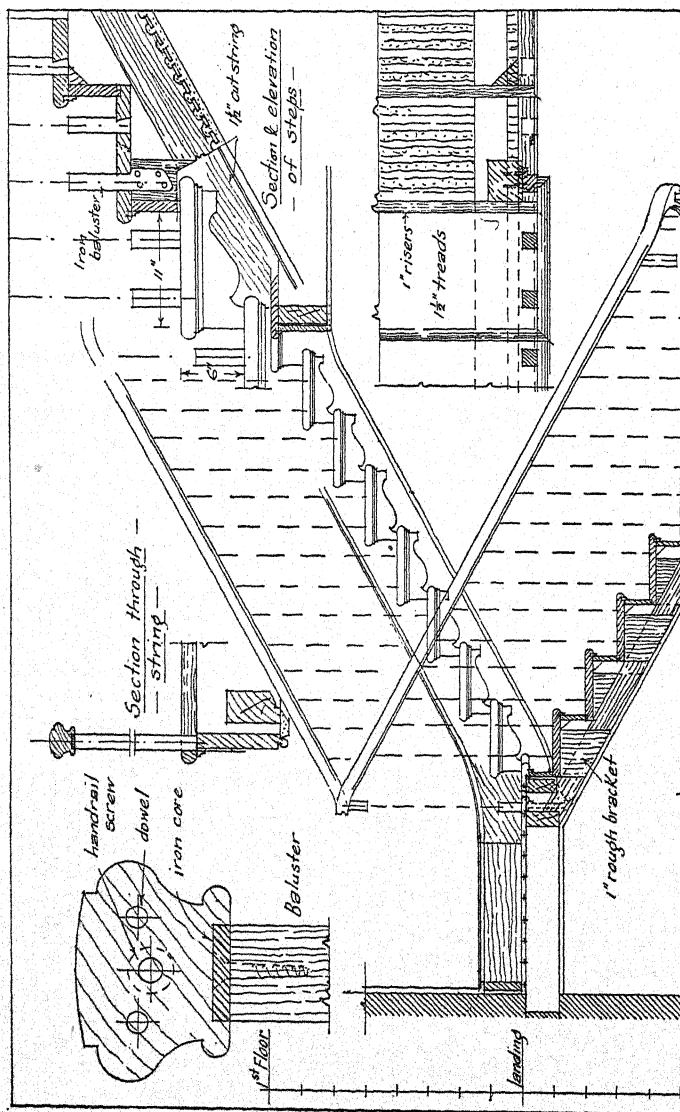 handrail
screw
dowel
iron core
Baluster
Section through
— string —
Iron
baluster
11"
6"
1½" cut string
Section & elevation
— of steps —
1" risers
1½" treads
1st Floor
landing
1" rough bracket